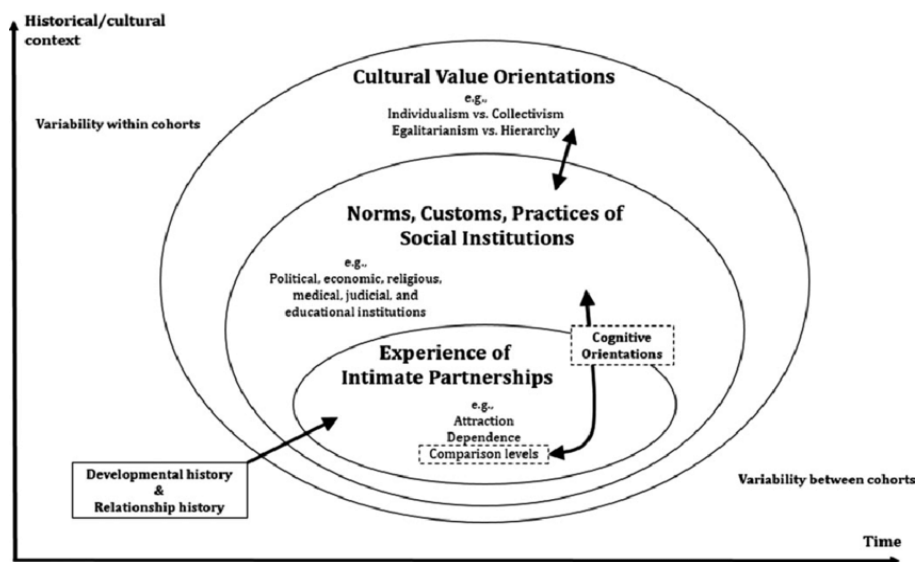 Historical/cultural
context
Cultural Value Orientations
e.g.,
Individualism vs. Collectivism
Egalitarianism vs. Hierarchy
Variability within cohorts
Norms, Customs, Practices of
Social Institutions
e.g.,
Political, economic, religious,
medical, judicial, and
educational institutions
Cognitive
Orientations
Experience of
Intimate Partnerships
e.g.,
Attraction
Dependence
Comparison levels
Developmental history
&
Relationship history
Variability between cohorts
Time